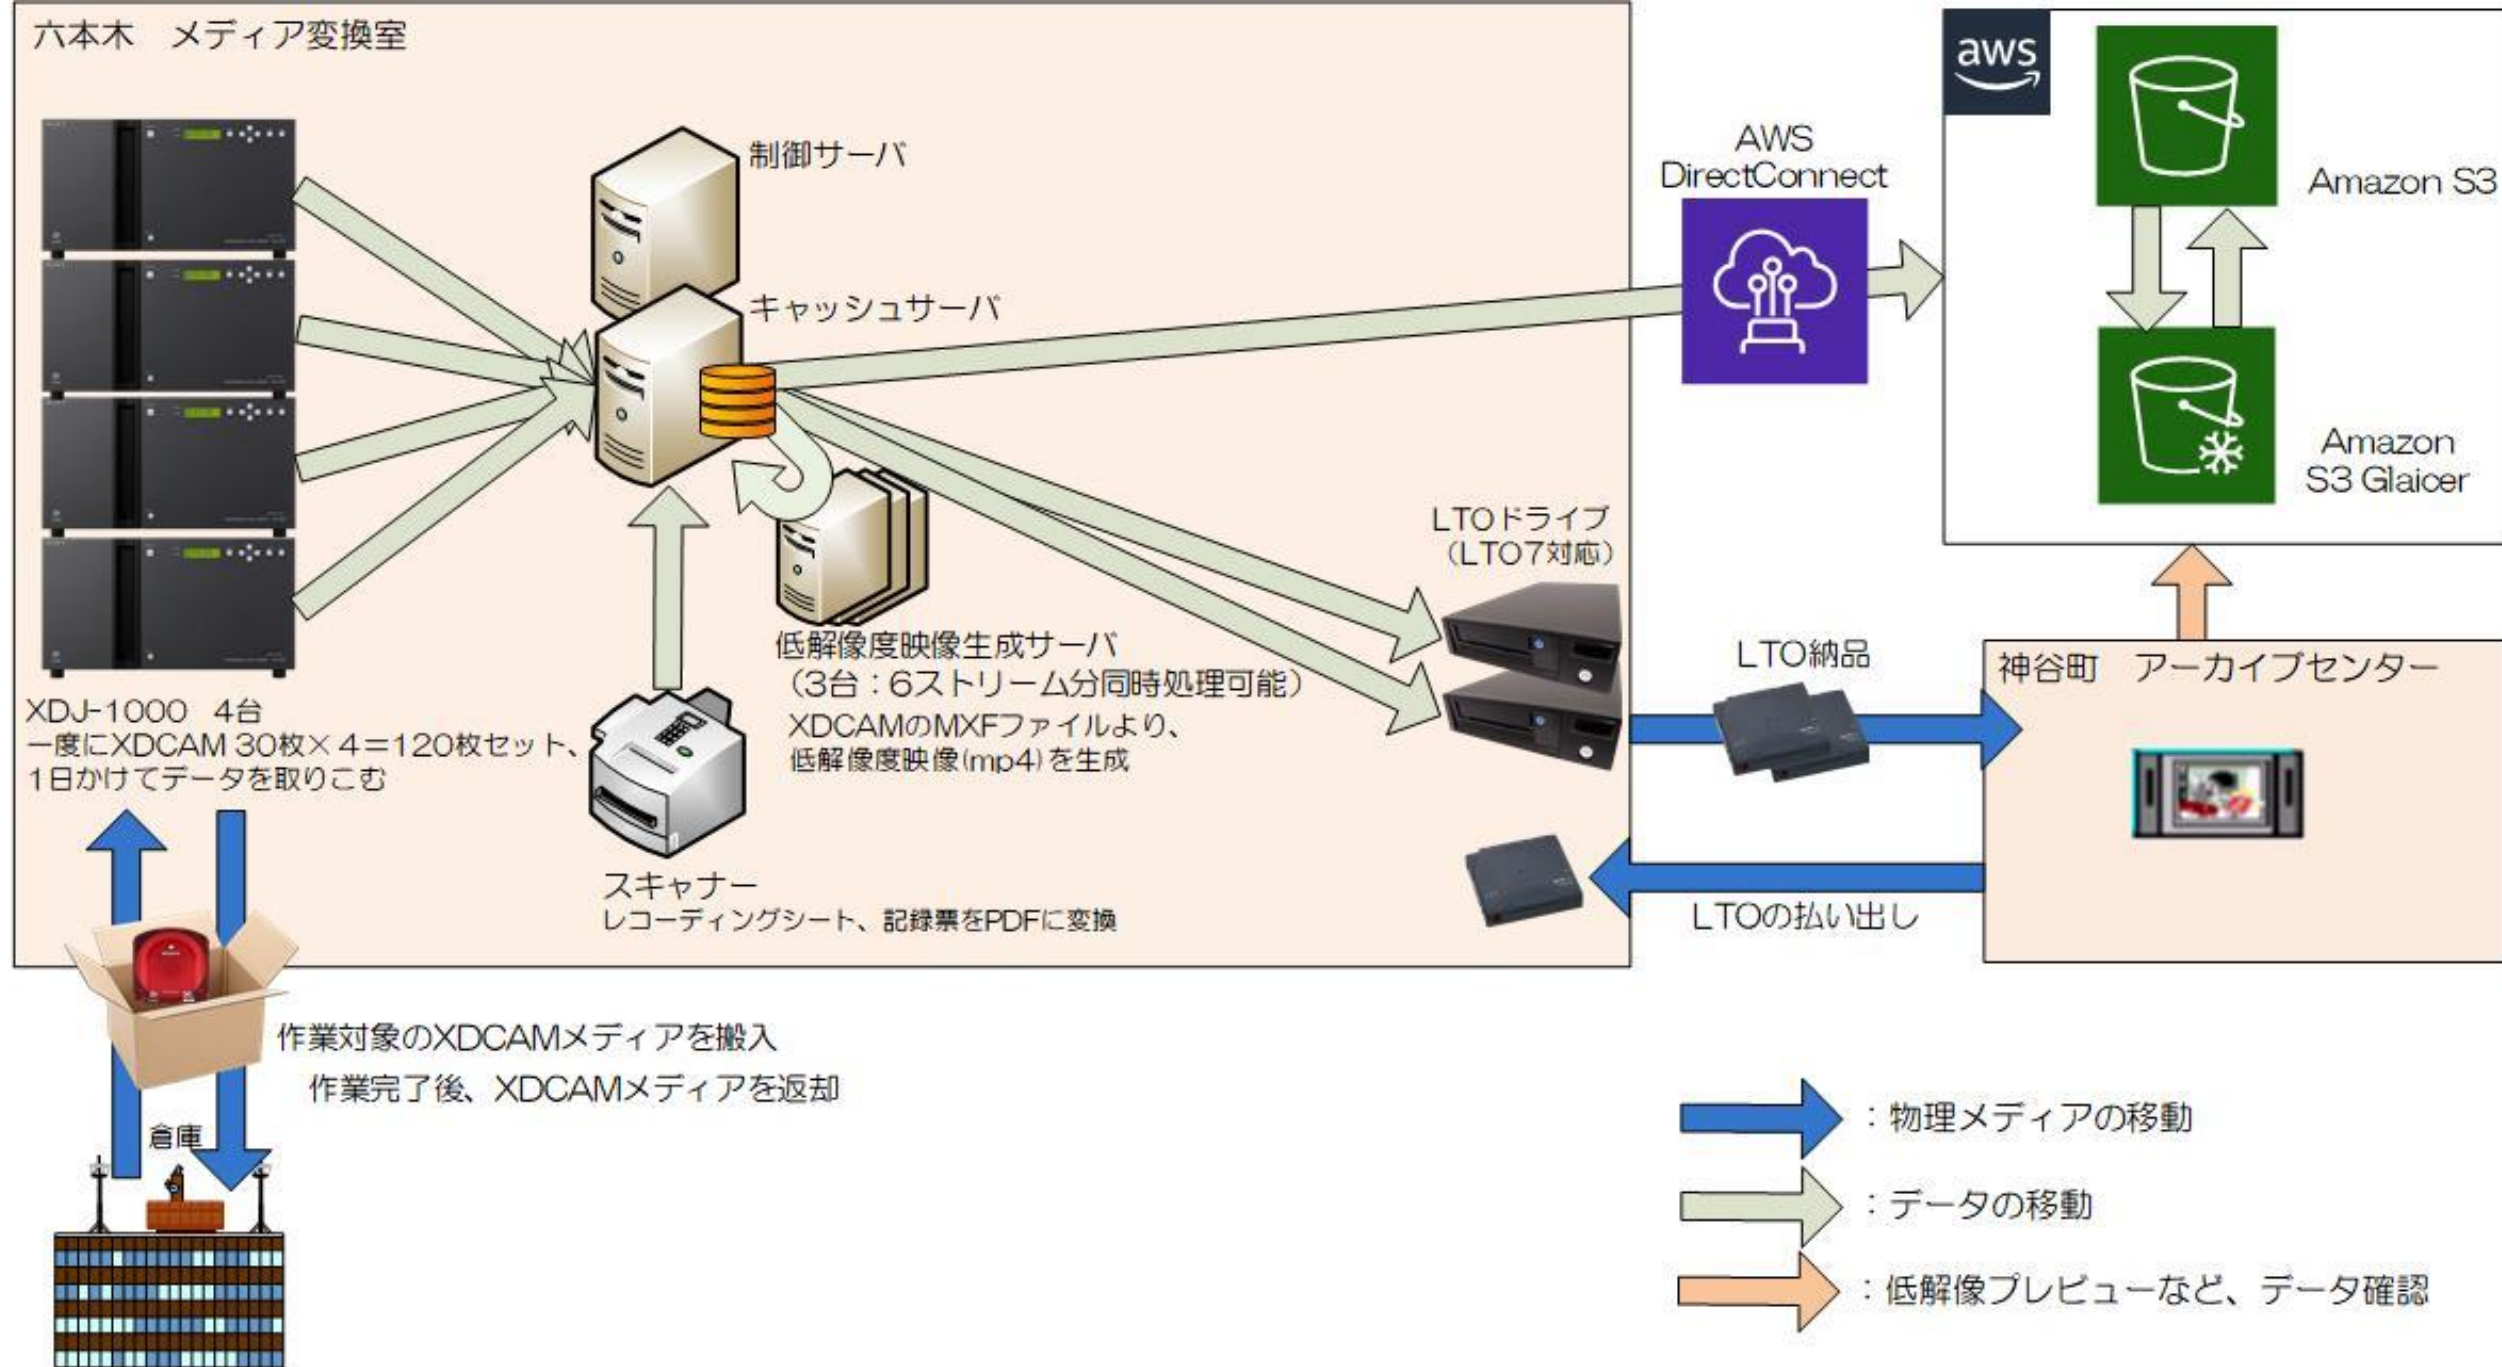 六本木　メディア変換室
制御サーバ
キャッシュサーバ
低解像度映像生成サーバ
（3台：6ストリーム分同時処理可能）
XDCAMのMXFファイルより、
低解像度映像(mp4)を生成
XDJ-1000　4台
一度にXDCAM 30枚×4＝120枚セット、
1日かけてデータを取りこむ
スキャナー
レコーディングシート、記録票をPDFに変換
LTOドライブ
（LTO7対応）
AWS
DirectConnect
aws
Amazon S3
Amazon
S3 Glaicer
LTO納品
神谷町　アーカイブセンター
LTOの払い出し
作業対象のXDCAMメディアを搬入
作業完了後、XDCAMメディアを返却
倉庫
：物理メディアの移動
：データの移動
：低解像プレビューなど、データ確認